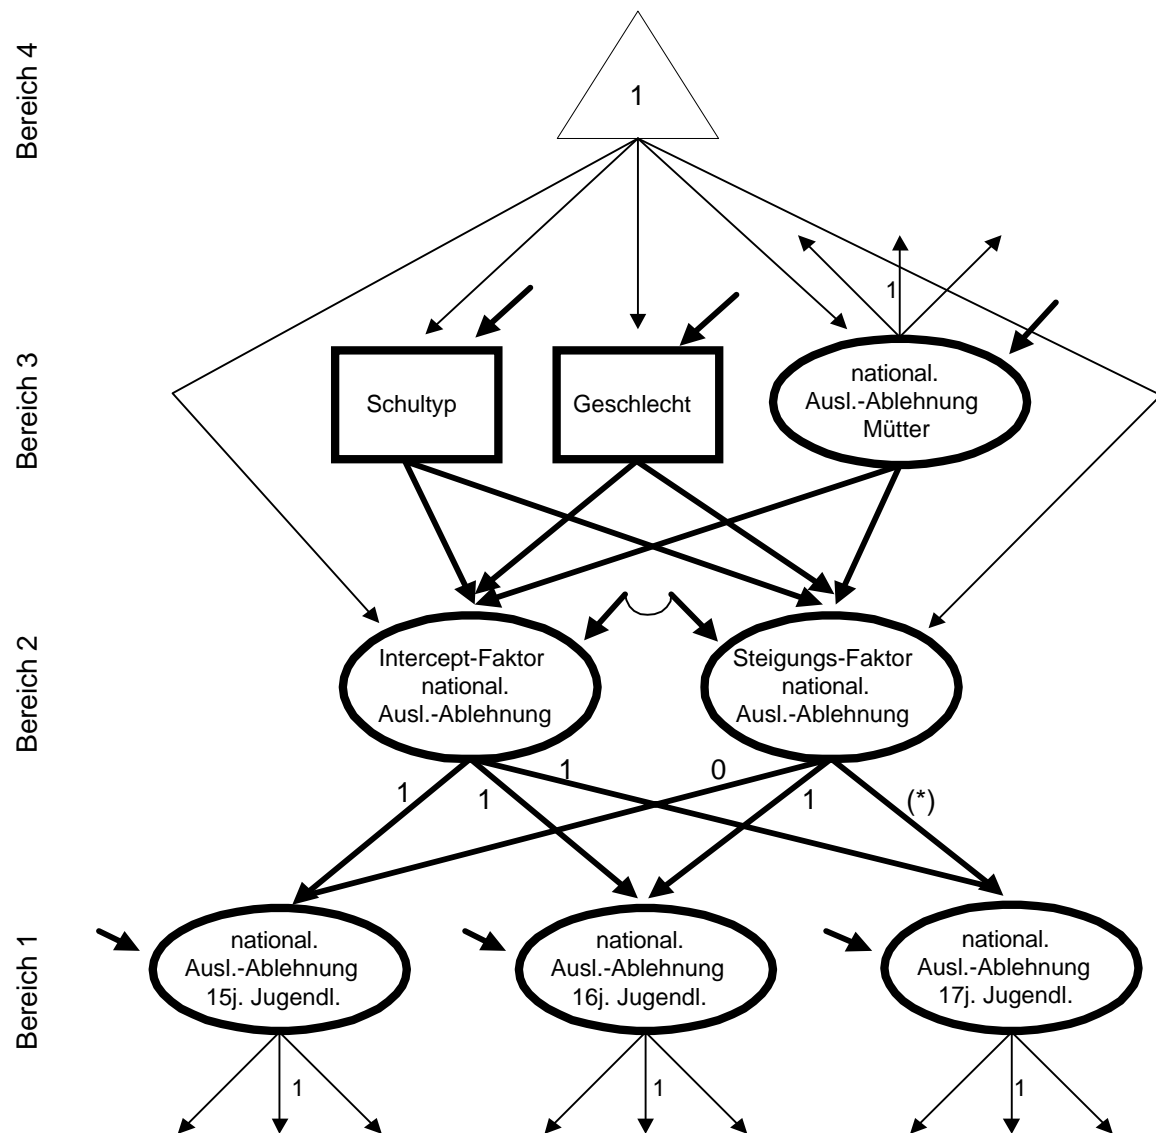 Bereich 4
1
1
Bereich 3
Schultyp
Geschlecht
national.
Ausl.-Ablehnung
Mütter
Bereich 2
Intercept-Faktor
national.
Ausl.-Ablehnung
Steigungs-Faktor
national.
Ausl.-Ablehnung
1
1
1
0
1
(*)
Bereich 1
national.
Ausl.-Ablehnung
15j. Jugendl.
national.
Ausl.-Ablehnung
16j. Jugendl.
national.
Ausl.-Ablehnung
17j. Jugendl.
1
1
1